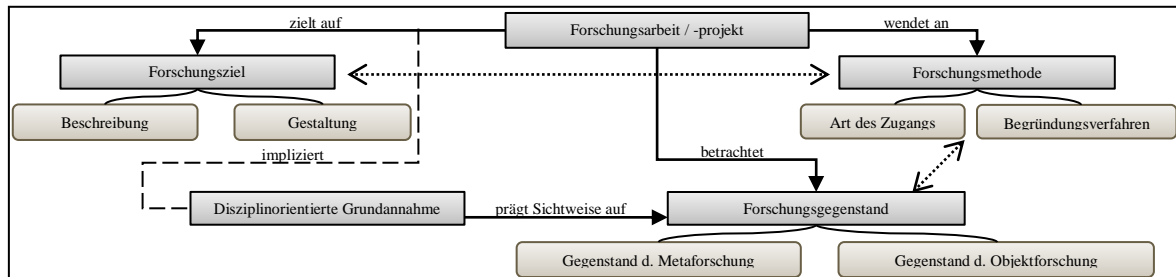 zielt auf
Forschungsarbeit / -projekt
wendet an
Forschungsziel
Forschungsmethode
Beschreibung
Gestaltung
Art des Zugangs
Begründungsverfahren
impliziert
betrachtet
Disziplinorientierte Grundannahme
prägt Sichtweise auf
Forschungsgegenstand
Gegenstand d. Metaforschung
Gegenstand d. Objektforschung